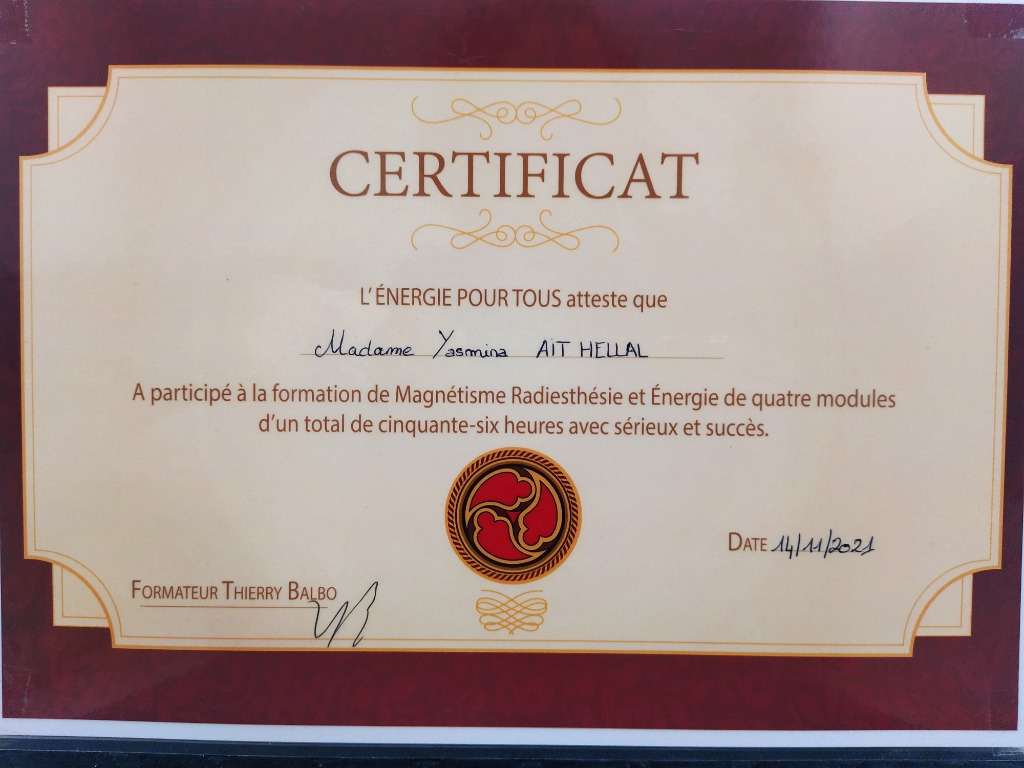 CERTIFICAT
L'ÉNERGIE POUR TOUS atteste que
Madame Yasmina AIT HELLAL
A participé à la formation de Magnétisme Radiesthésie et Énergie de quatre modules
d'un total de cinquante-six heures avec sérieux et succès.
DATE 14/11/2021
FORMATEUR THIERRY BALBO